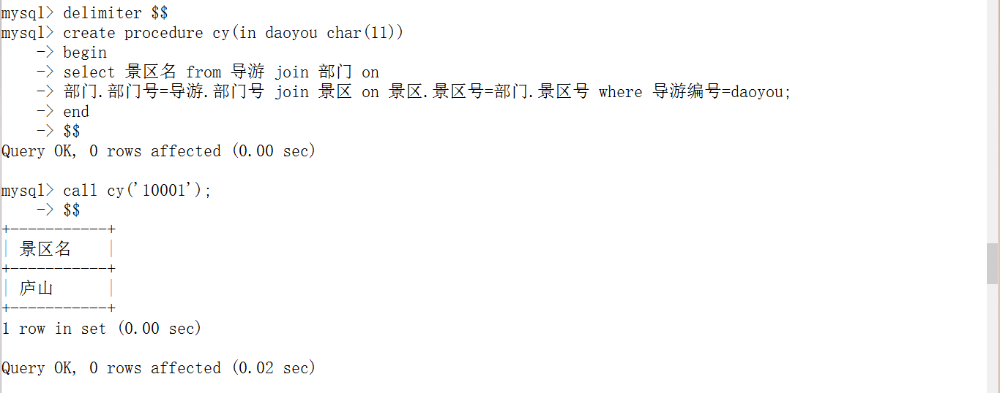 mysql> delimiter $$
mysql> create procedure cy(in daoyou char(11))
    -> begin
    -> select 景区名 from 导游 join 部门 on
    -> 部门.部门号=导游.部门号 join 景区 on 景区.景区号=部门.景区号 where 导游编号=daoyou;
    -> end
    -> $$
Query OK, 0 rows affected (0.00 sec)
mysql> call cy('10001');
    -> $$
+-----------+
| 景区名    |
+-----------+
| 庐山      |
+-----------+
1 row in set (0.00 sec)
Query OK, 0 rows affected (0.02 sec)